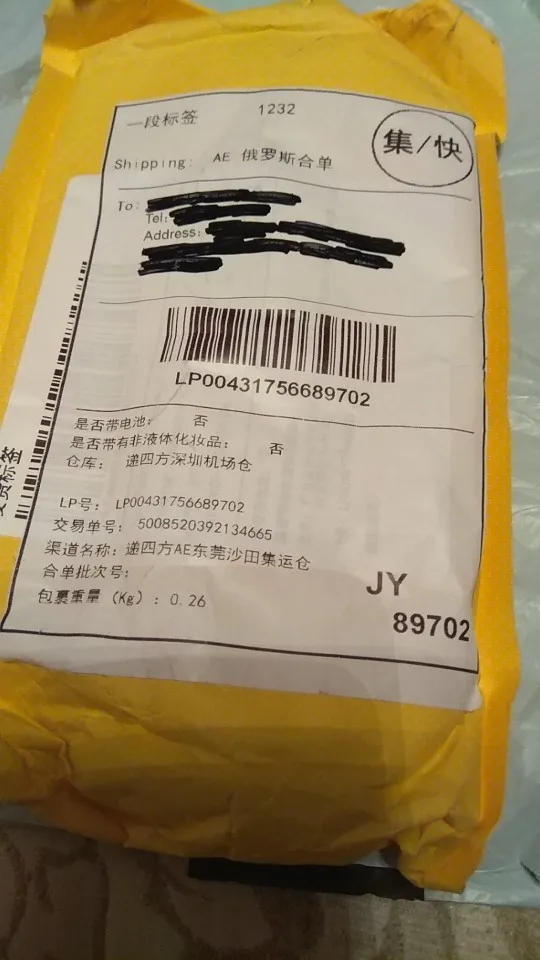 一段标签
1232
集/快
Shipping: AE 俄罗斯合单
To:
Tel:
Address:
LP00431756689702
是否带电池: 否
是否带有非液体化妆品: 否
仓库: 递四方深圳机场仓
LP号: LP00431756689702
交易单号: 5008520392134665
渠道名称: 递四方AE东莞沙田集运仓
合单批次号:
包裹重量 (Kg) : 0.26
JY
89702
标签